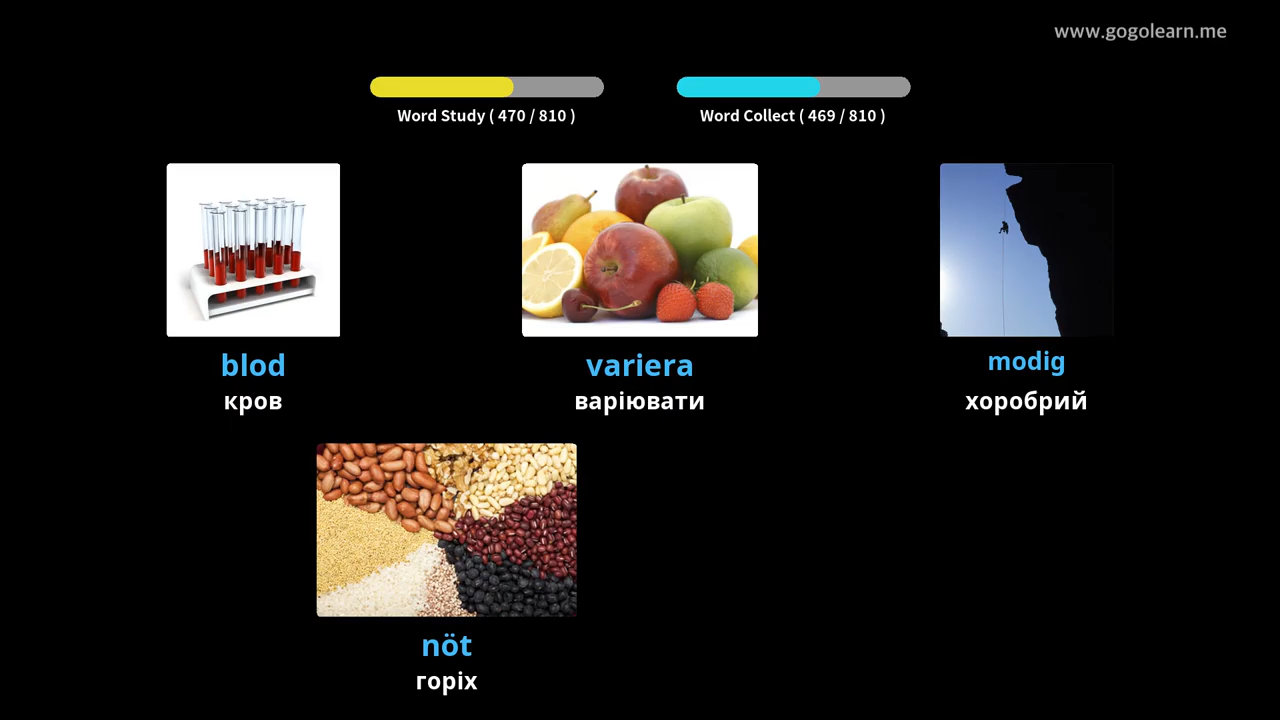 www.gogolearn.me
Word Study ( 470 / 810 )
Word Collect ( 469 / 810 )
blod
кров
variera
варіювати
modig
хоробрий
nöt
горіх